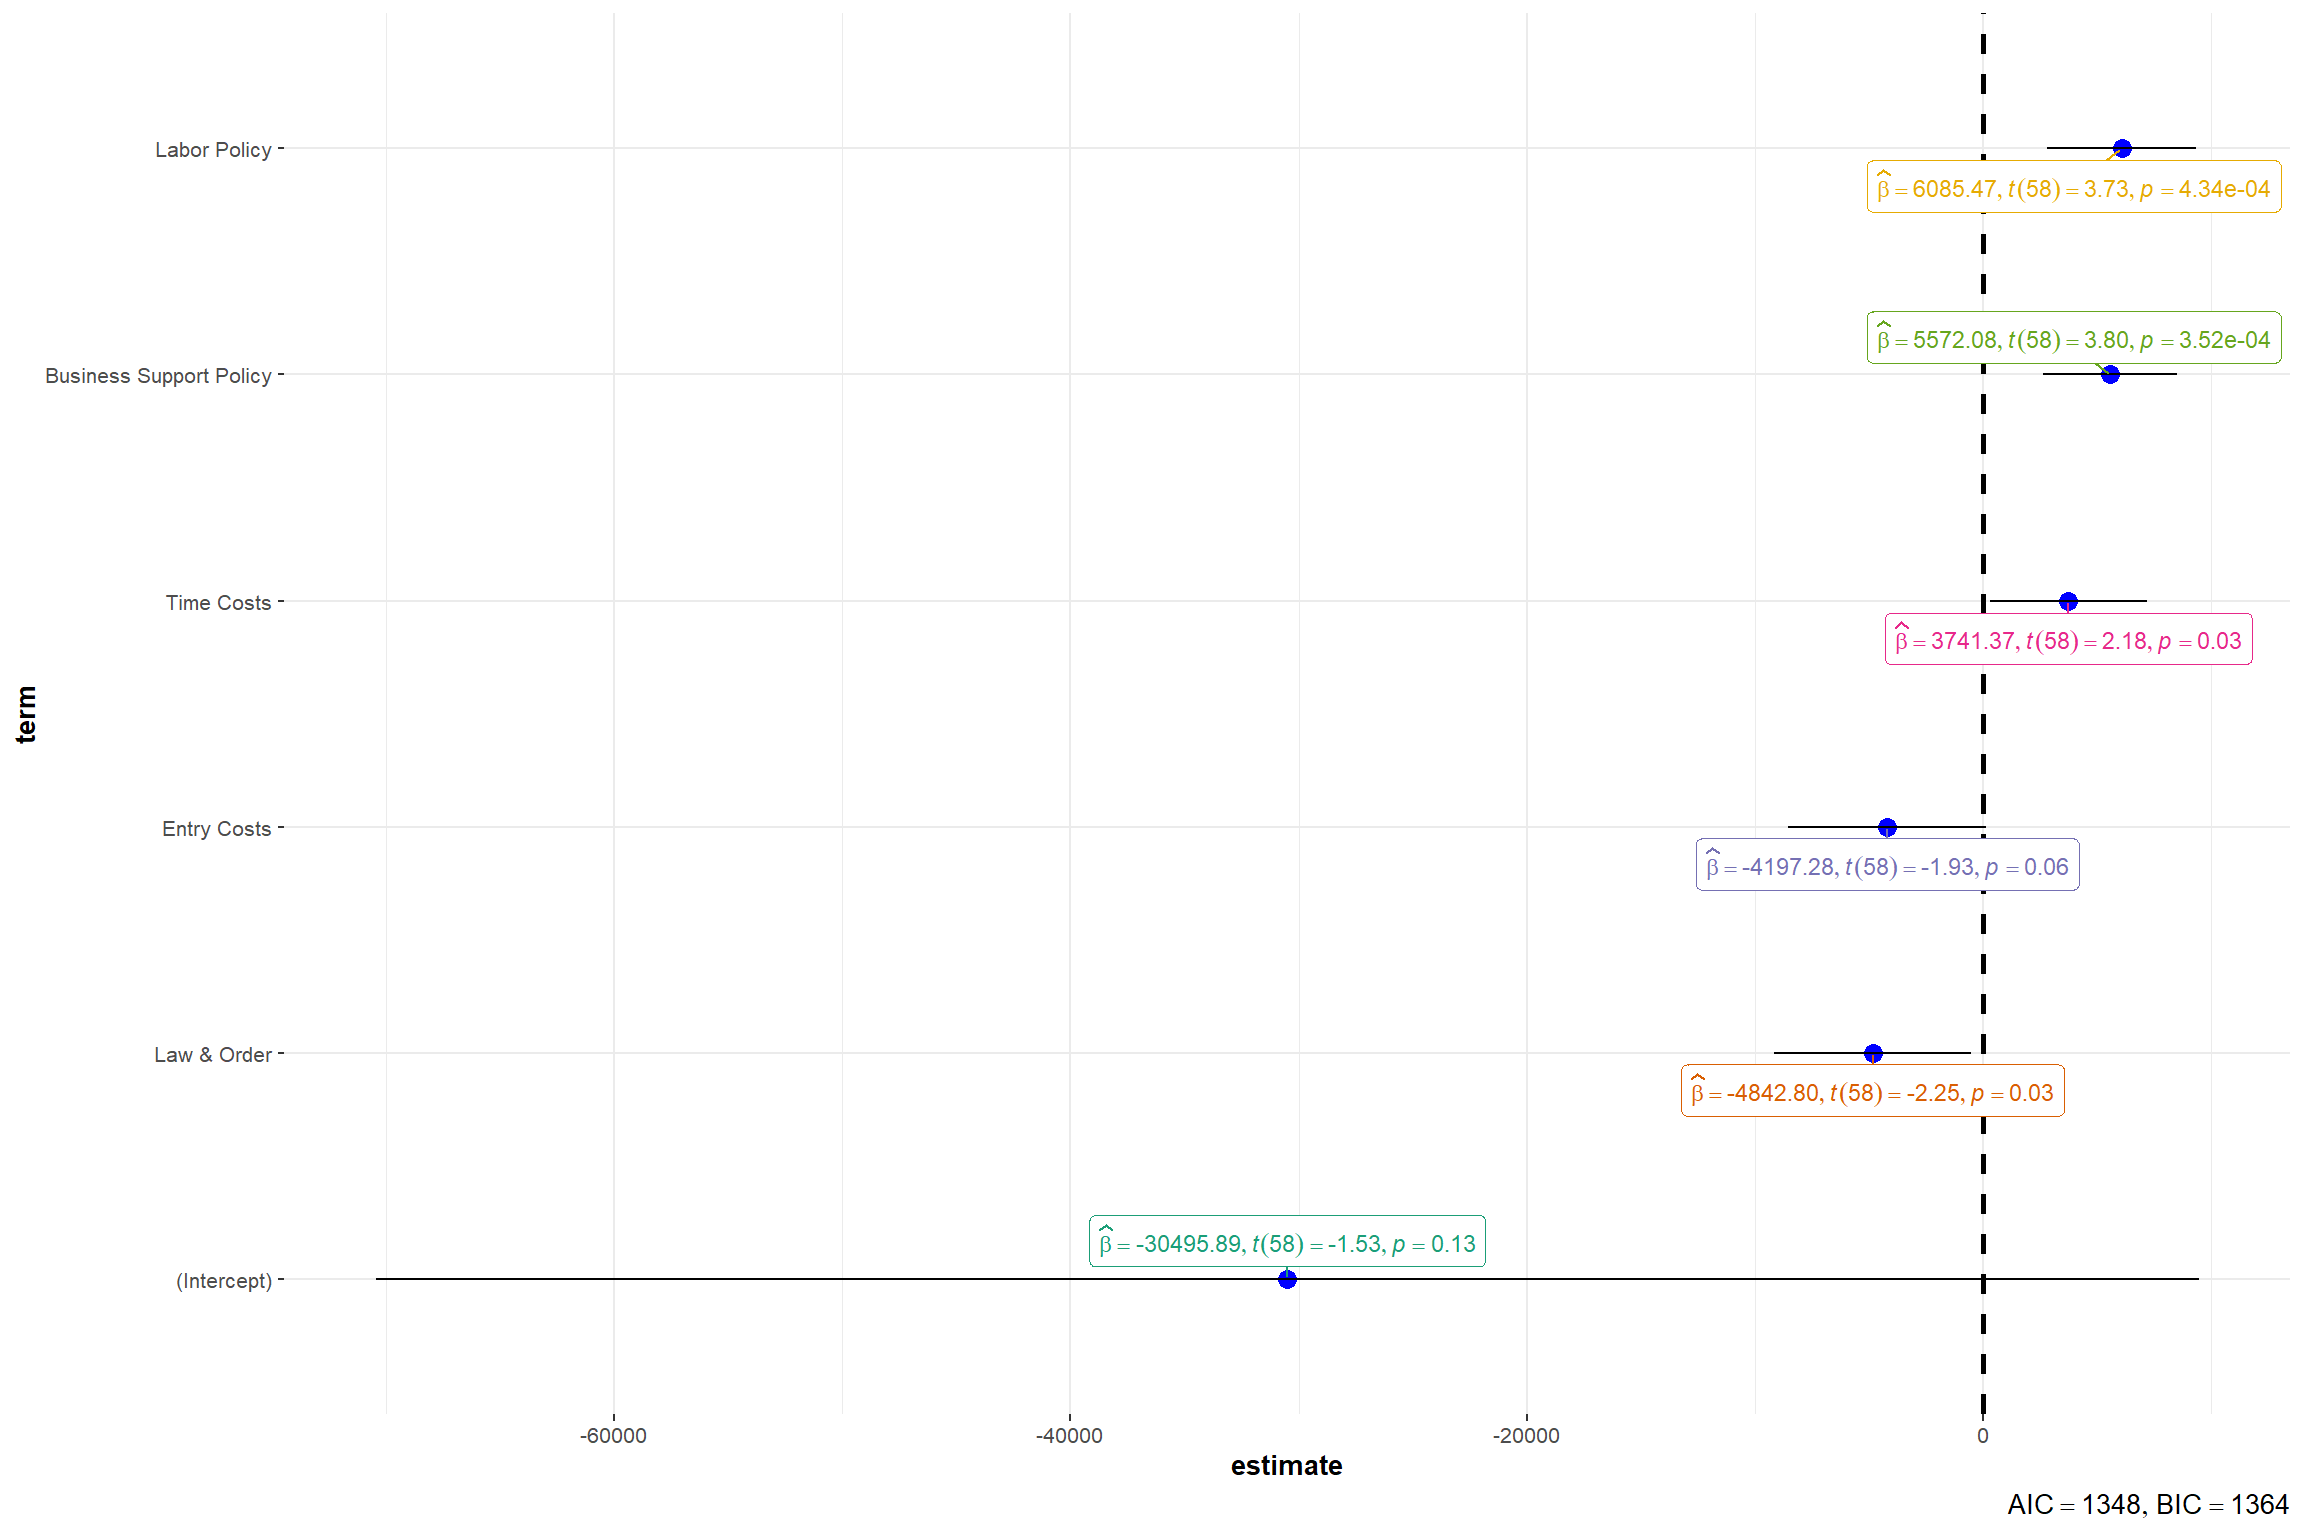 Labor Policy
β̂ = 6085.47, t(58) = 3.73, p = 4.34e-04
β̂ = 5572.08, t(58) = 3.80, p = 3.52e-04
Business Support Policy
Time Costs
β̂ = 3741.37, t(58) = 2.18, p = 0.03
term
Entry Costs
β̂ = -4197.28, t(58) = -1.93, p = 0.06
Law & Order
β̂ = -4842.80, t(58) = -2.25, p = 0.03
β̂ = -30495.89, t(58) = -1.53, p = 0.13
(Intercept)
-60000 -40000 -20000 0
estimate
AIC = 1348, BIC = 1364